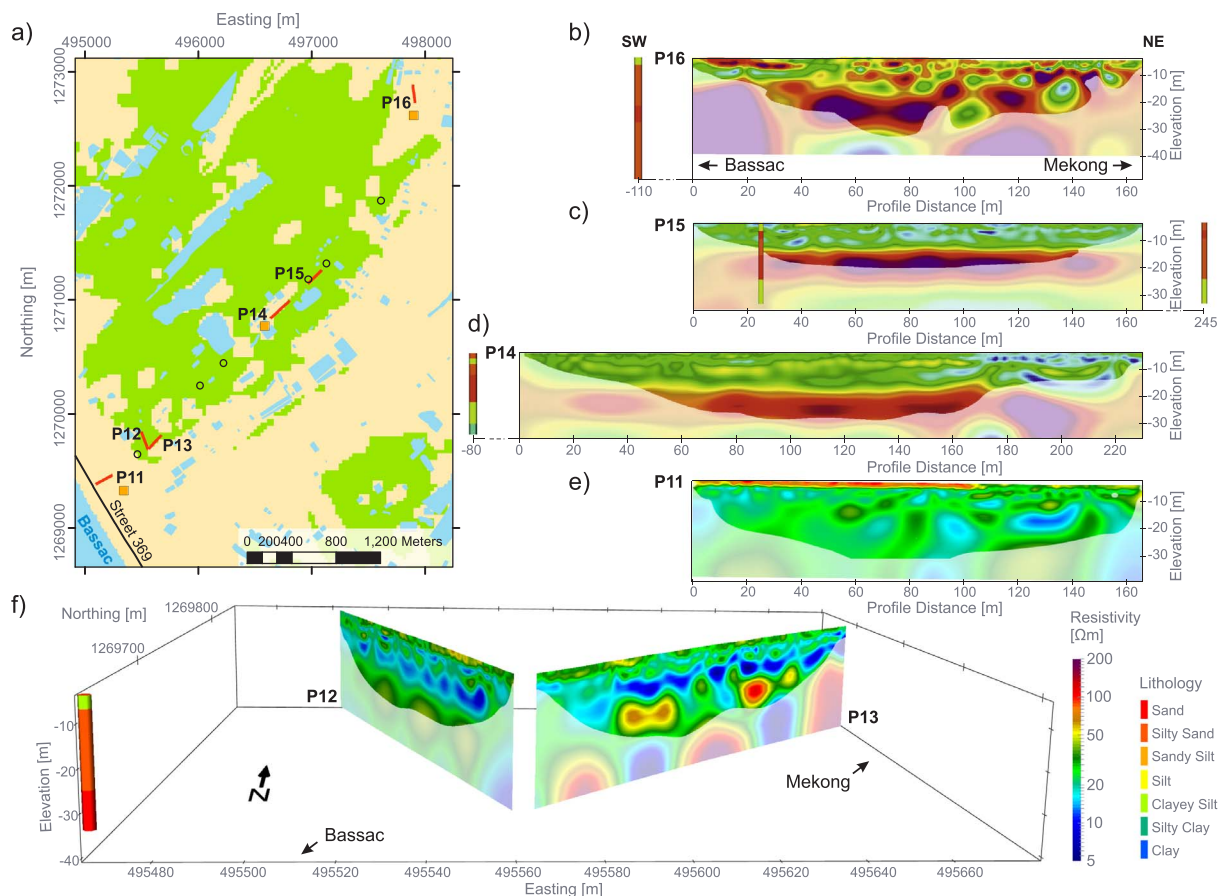 a)
Easting [m]
495000 496000 497000 498000
Northing [m]
1273000
1272000
1271000
1270000
1269000
P16
P15
P14
P12
P13
P11
Street 369
Bassac
0 200400 800 1,200 Meters
b)
SW
NE
P16
-10
-20
-30
-40
Elevation [m]
Bassac
Mekong
-110
0 20 40 60 80 100 120 140 160
Profile Distance [m]
c)
P15
-10
-20
-30
Elevation [m]
0 20 40 60 80 100 120 140 160
245
Profile Distance [m]
d)
P14
-10
-20
-30
Elevation [m]
-80
0 20 40 60 80 100 120 140 160 180 200 220
Profile Distance [m]
e)
P11
-10
-20
-30
Elevation [m]
0 20 40 60 80 100 120 140 160
Profile Distance [m]
f)
Northing [m]
1269800
1269700
P12
P13
-10
-20
-30
-40
Elevation [m]
N
Bassac
Mekong
495480 495500 495520 495540 495560 495580 495600 495620 495640 495660
Easting [m]
Resistivity
[Ωm]
200
100
50
20
10
5
Lithology
Sand
Silty Sand
Sandy Silt
Silt
Clayey Silt
Silty Clay
Clay